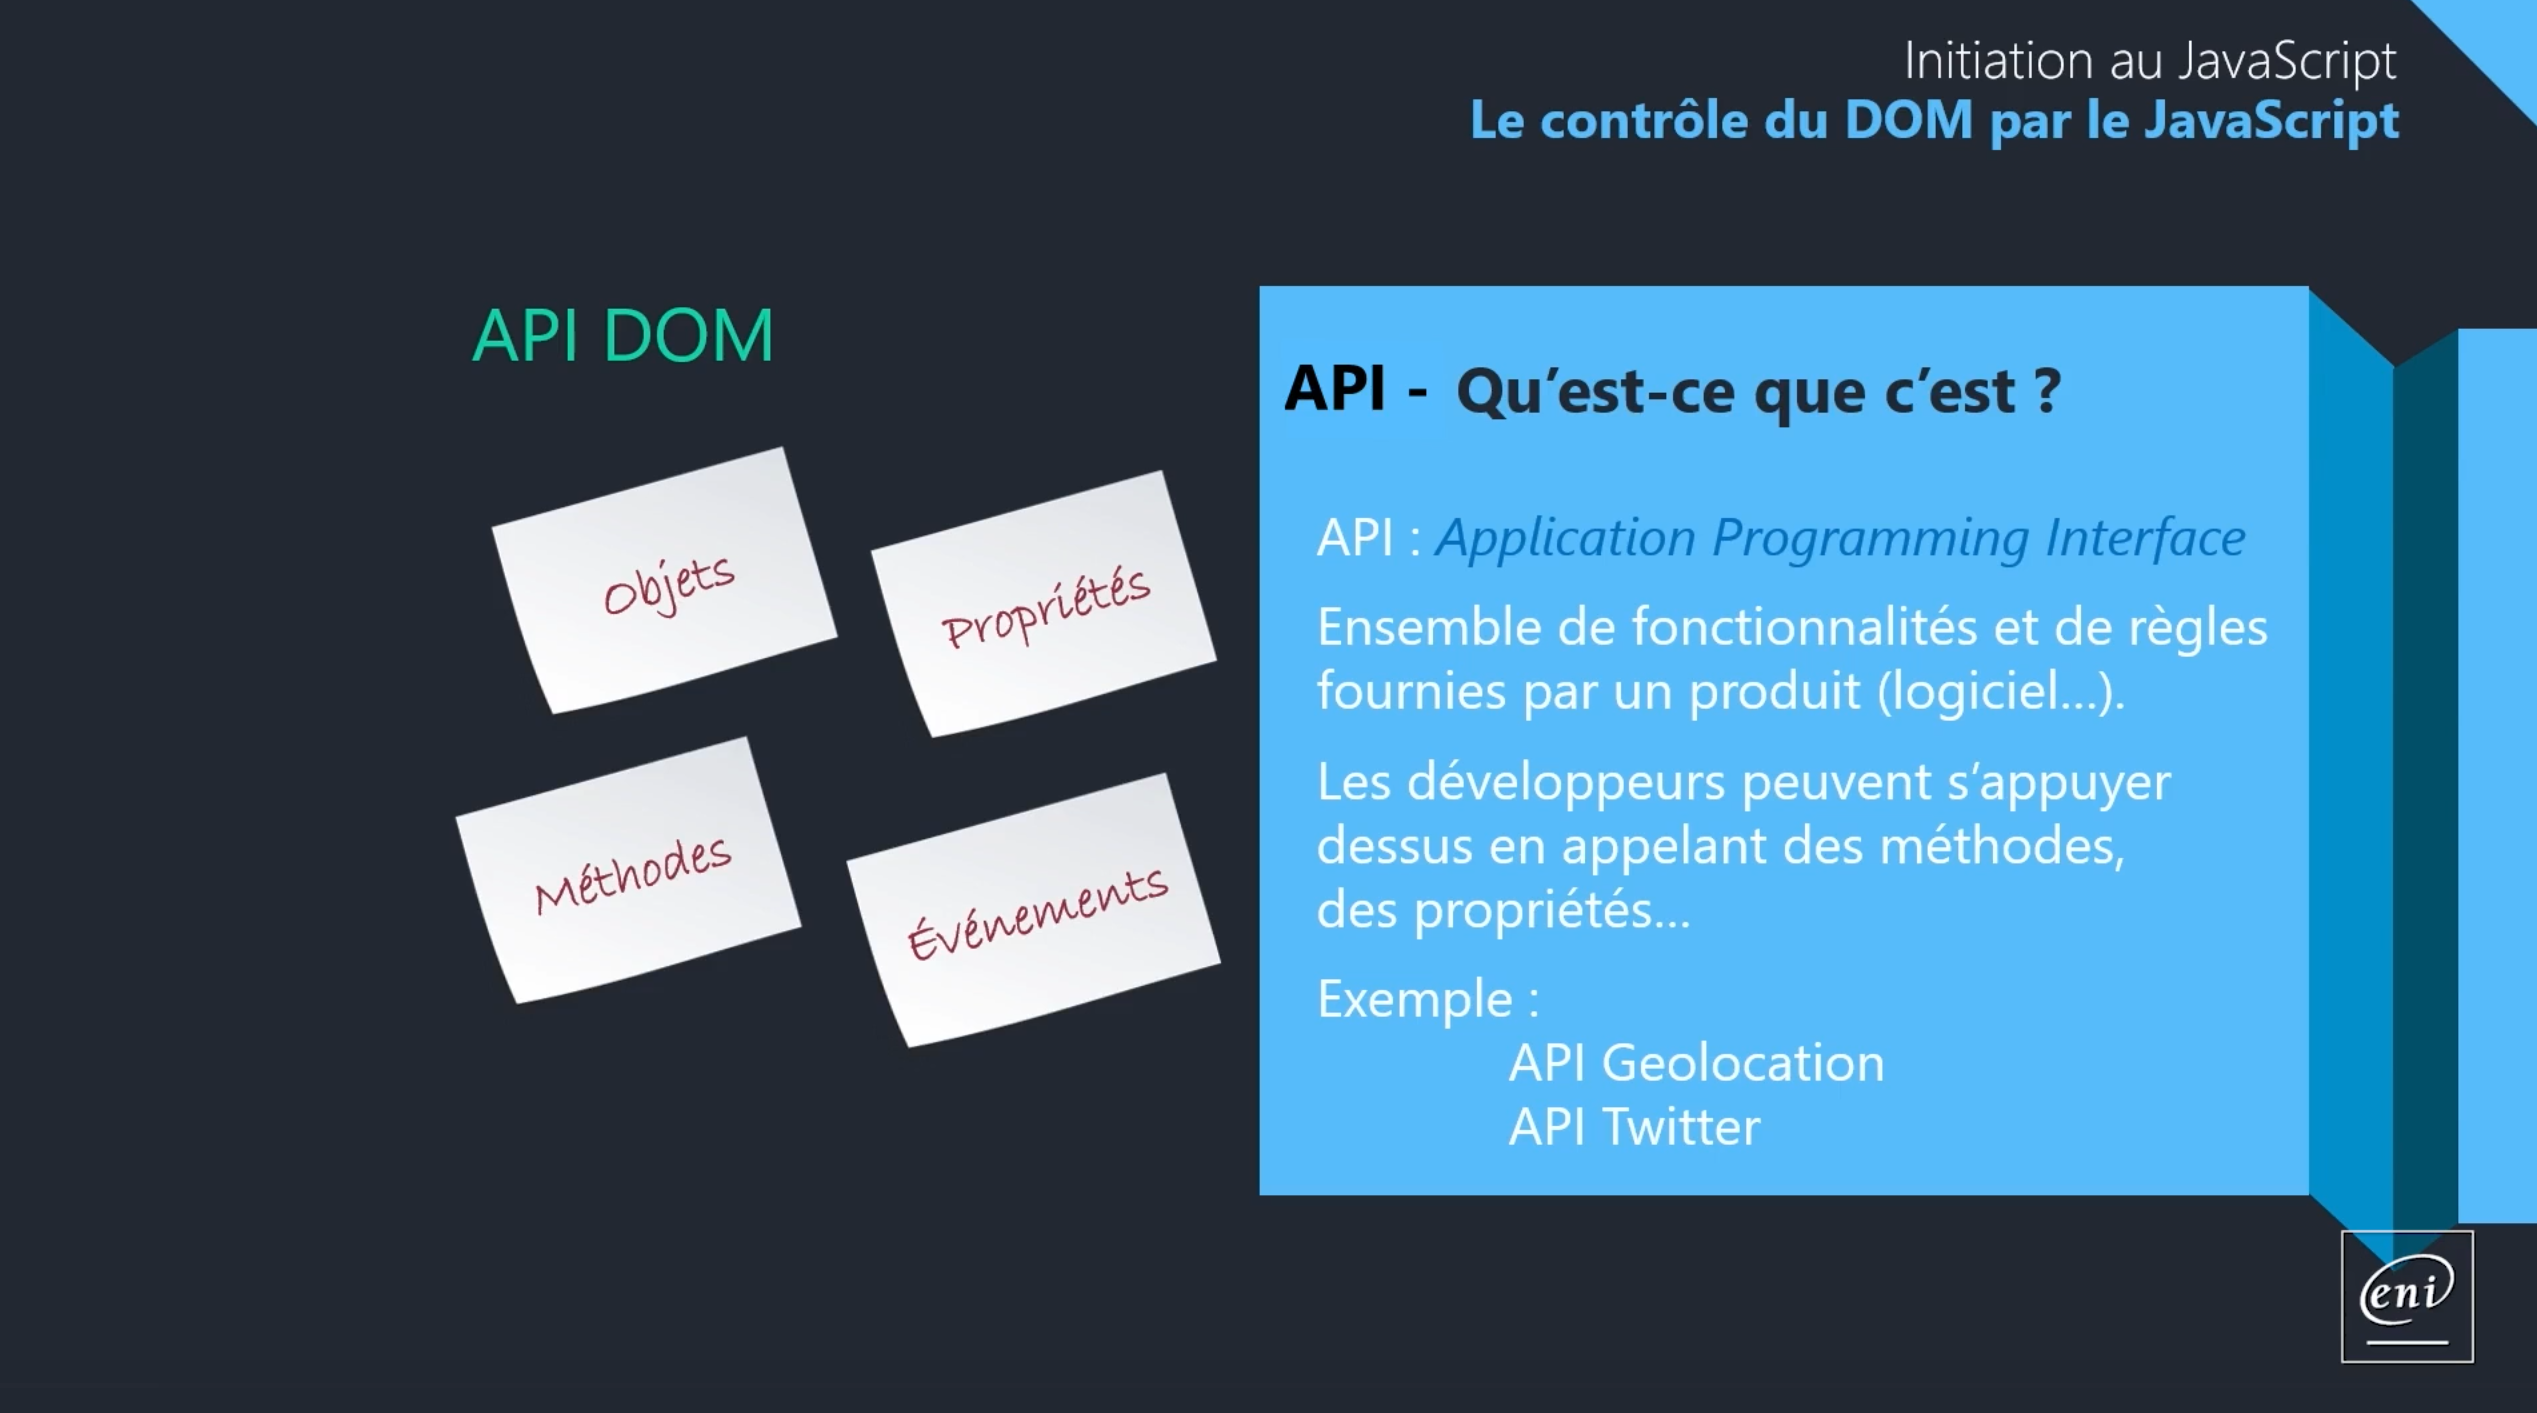 Initiation au JavaScript
Le contrôle du DOM par le JavaScript
API DOM
Objets
Propriétés
Méthodes
Événements
API - Qu’est-ce que c’est ?
API : Application Programming Interface
Ensemble de fonctionnalités et de règles
fournies par un produit (logiciel...).
Les développeurs peuvent s’appuyer
dessus en appelant des méthodes,
des propriétés...
Exemple :
API Geolocation
API Twitter
eni